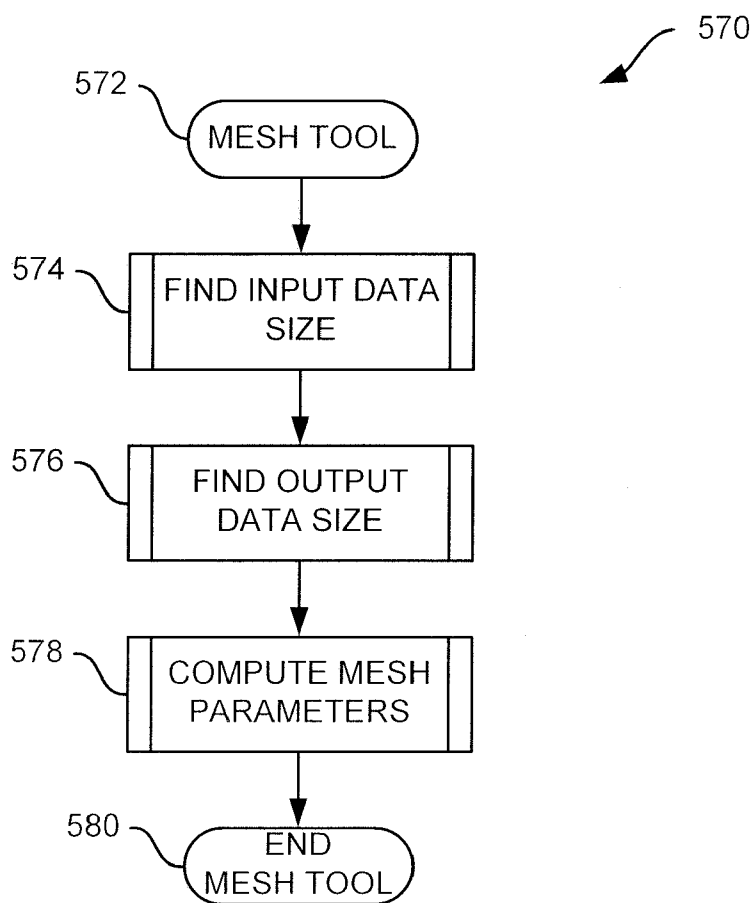 570
572
MESH TOOL
574
FIND INPUT DATA
SIZE
576
FIND OUTPUT
DATA SIZE
578
COMPUTE MESH
PARAMETERS
580
END
MESH TOOL